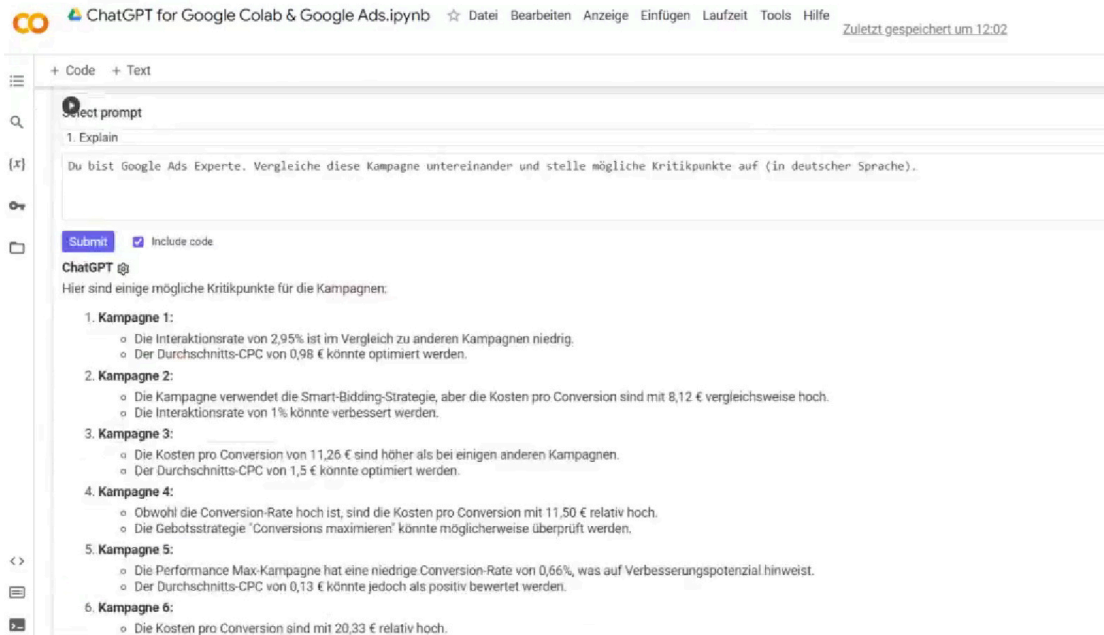 ChatGPT for Google Colab & Google Ads.ipynb
Datei Bearbeiten Anzeige Einfügen Laufzeit Tools Hilfe
Zuletzt gespeichert um 12:02
+ Code + Text
Select prompt
1. Explain
{x}
Du bist Google Ads Experte. Vergleiche diese Kampagne untereinander und stelle mögliche Kritikpunkte auf (in deutscher Sprache).
Submit Include code
ChatGPT
Hier sind einige mögliche Kritikpunkte für die Kampagnen:
1. Kampagne 1:
Die Interaktionsrate von 2,95% ist im Vergleich zu anderen Kampagnen niedrig.
Der Durchschnitts-CPC von 0,98 € könnte optimiert werden.
2. Kampagne 2:
Die Kampagne verwendet die Smart-Bidding-Strategie, aber die Kosten pro Conversion sind mit 8,12 € vergleichsweise hoch.
Die Interaktionsrate von 1% könnte verbessert werden.
3. Kampagne 3:
Die Kosten pro Conversion von 11,26 € sind höher als bei einigen anderen Kampagnen.
Der Durchschnitts-CPC von 1,5 € könnte optimiert werden.
4. Kampagne 4:
Obwohl die Conversion-Rate hoch ist, sind die Kosten pro Conversion mit 11,50 € relativ hoch.
Die Gebotsstrategie "Conversions maximieren" könnte möglicherweise überprüft werden.
5. Kampagne 5:
Die Performance Max-Kampagne hat eine niedrige Conversion-Rate von 0,66%, was auf Verbesserungspotenzial hinweist.
Der Durchschnitts-CPC von 0,13 € könnte jedoch als positiv bewertet werden.
6. Kampagne 6:
Die Kosten pro Conversion sind mit 20,33 € relativ hoch.